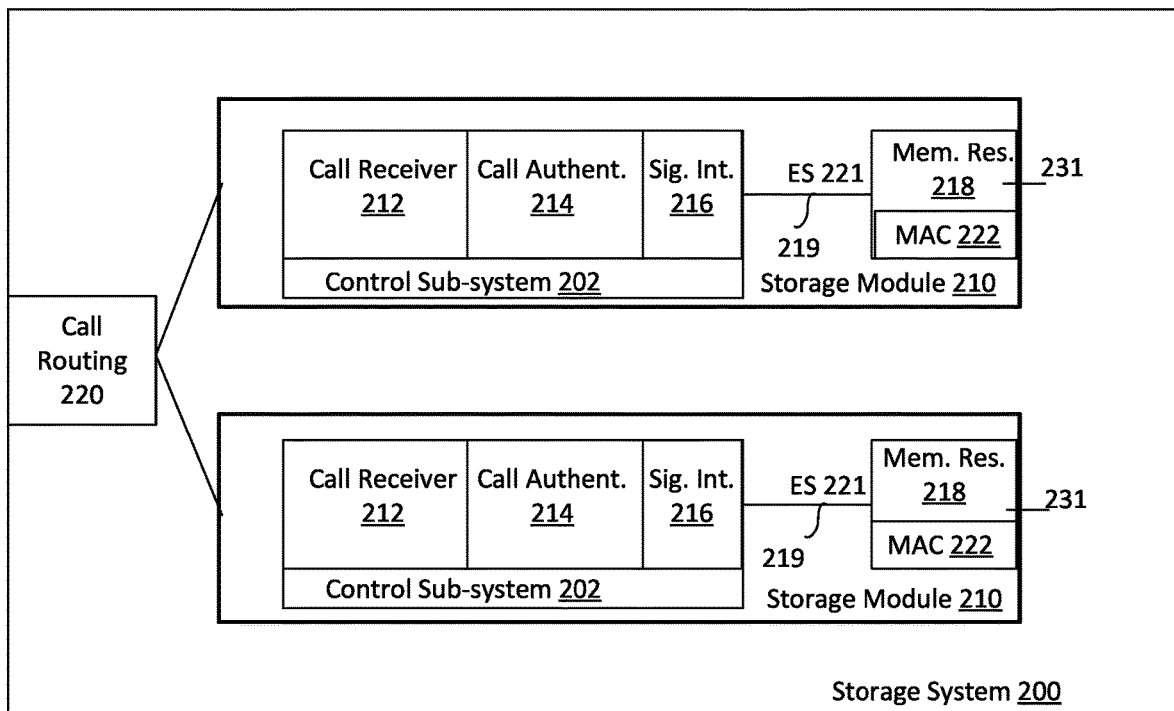 Call Receiver
212
Call Authent.
214
Sig. Int.
216
Control Sub-system 202
ES 221
219
Mem. Res.
218
231
MAC 222
Storage Module 210
Call
Routing
220
Call Receiver
212
Call Authent.
214
Sig. Int.
216
Control Sub-system 202
ES 221
219
Mem. Res.
218
231
MAC 222
Storage Module 210
Storage System 200